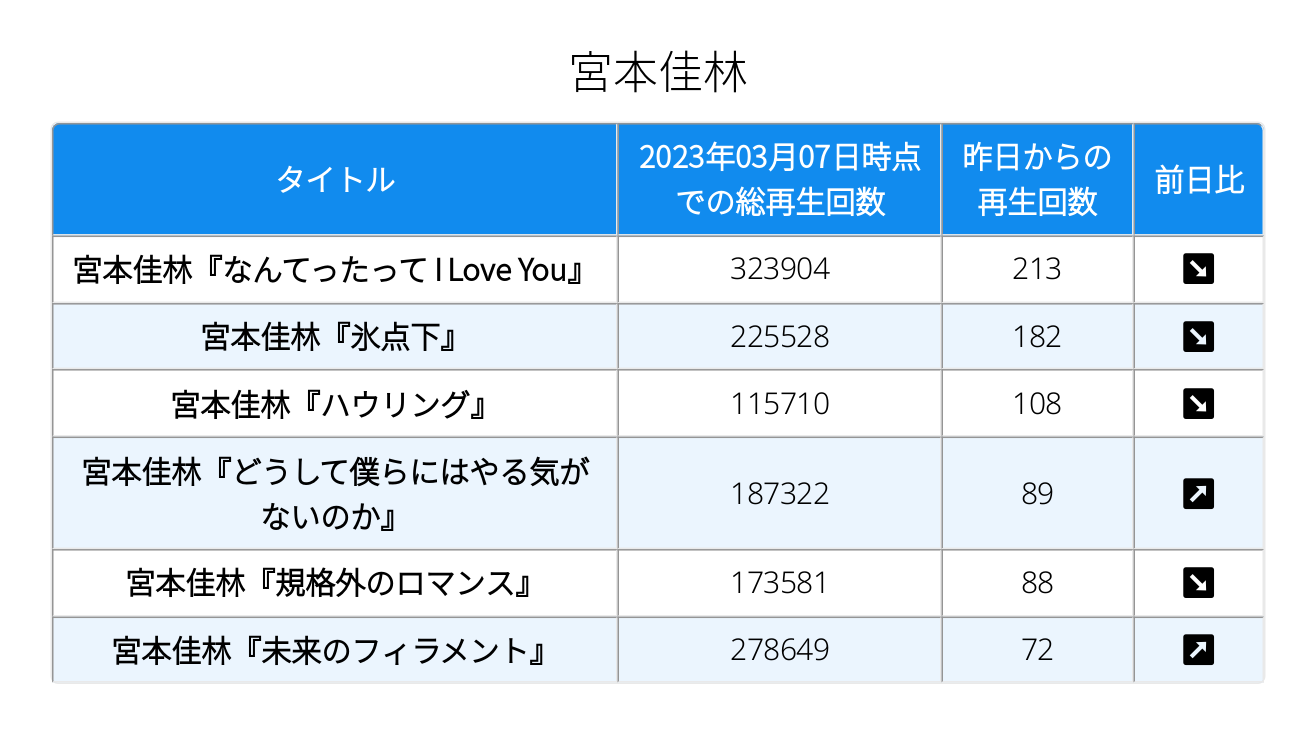 宮本佳林
タイトル
2023年03月07日時点
での総再生回数
昨日からの
再生回数
前日比
宮本佳林『なんてったって I Love You』
323904
213
宮本佳林『氷点下』
225528
182
宮本佳林『ハウリング』
115710
108
宮本佳林『どうして僕らにはやる気が
ないのか』
187322
89
宮本佳林『規格外のロマンス』
173581
88
宮本佳林『未来のフィラメント』
278649
72